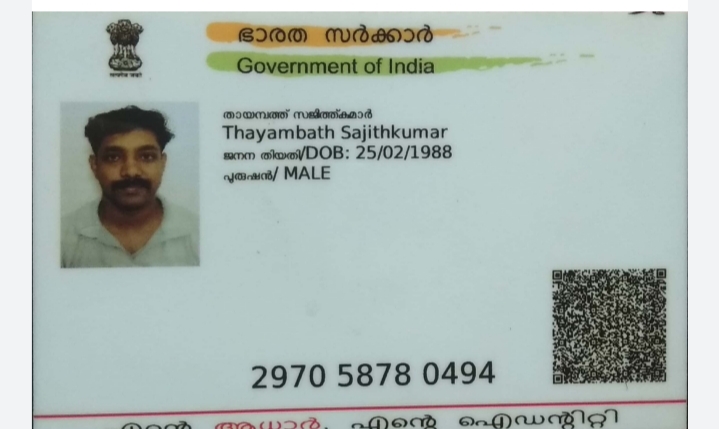 ഭാരത സർക്കാർ
Government of India
തായമ്പത്ത് സജിത്ത്കുമാർ
Thayambath Sajithkumar
ജനന തിയതി/DOB: 25/02/1988
പുരുഷൻ/ MALE
2970 5878 0494
എന്റെ ആധാർ, എന്റെ ഐഡന്റിറ്റി